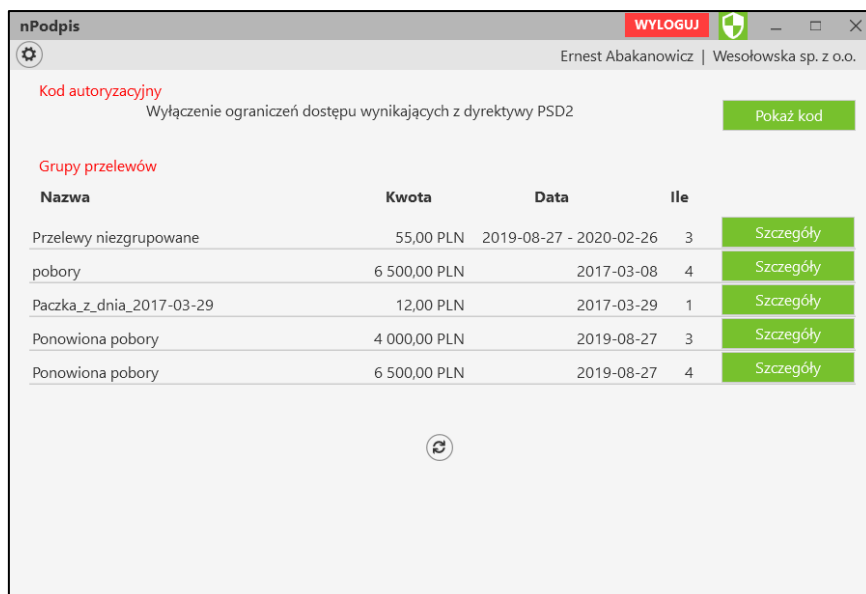 nPodpis WYLOGUJ
Ernest Abakanowicz | Wesołowska sp. z o.o.
Kod autoryzacyjny
Wyłączenie ograniczeń dostępu wynikających z dyrektywy PSD2 Pokaż kod
Grupy przelewów
Nazwa Kwota Data Ile
Przelewy niezgrupowane 55,00 PLN 2019-08-27 - 2020-02-26 3 Szczegóły
pobory 6 500,00 PLN 2017-03-08 4 Szczegóły
Paczka_z_dnia_2017-03-29 12,00 PLN 2017-03-29 1 Szczegóły
Ponowiona pobory 4 000,00 PLN 2019-08-27 3 Szczegóły
Ponowiona pobory 6 500,00 PLN 2019-08-27 4 Szczegóły